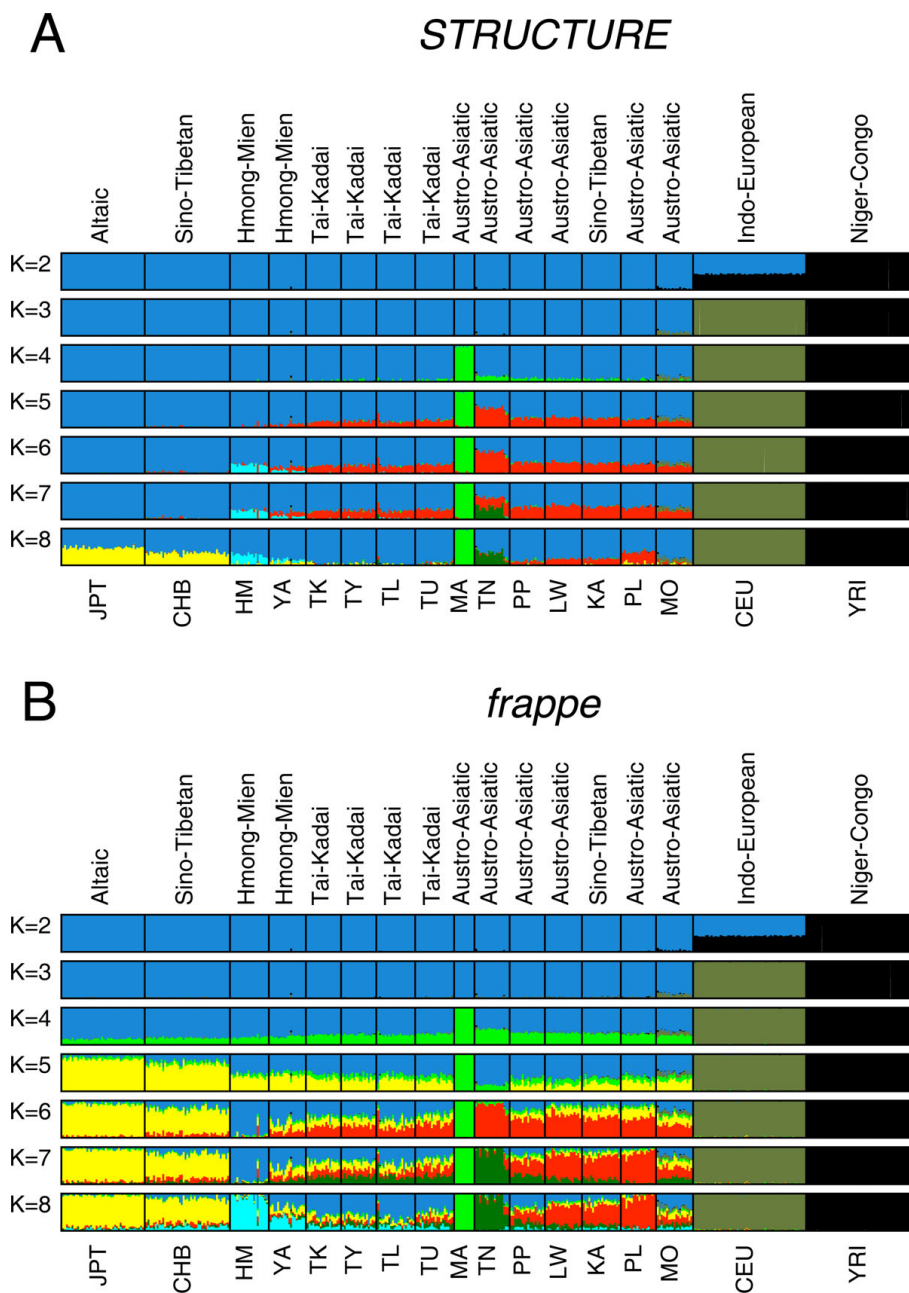 A
STRUCTURE
Altaic
Sino-Tibetan
Hmong-Mien
Hmong-Mien
Tai-Kadai
Tai-Kadai
Tai-Kadai
Tai-Kadai
Austro-Asiatic
Austro-Asiatic
Austro-Asiatic
Austro-Asiatic
Sino-Tibetan
Austro-Asiatic
Austro-Asiatic
Indo-European
Niger-Congo
K=2
K=3
K=4
K=5
K=6
K=7
K=8
JPT
CHB
HM
YA
TK
TY
TL
TU
MA
TN
PP
LW
KA
PL
MO
CEU
YRI
B
frappe
Altaic
Sino-Tibetan
Hmong-Mien
Hmong-Mien
Tai-Kadai
Tai-Kadai
Tai-Kadai
Tai-Kadai
Austro-Asiatic
Austro-Asiatic
Austro-Asiatic
Austro-Asiatic
Sino-Tibetan
Austro-Asiatic
Austro-Asiatic
Indo-European
Niger-Congo
K=2
K=3
K=4
K=5
K=6
K=7
K=8
JPT
CHB
HM
YA
TK
TY
TL
TU
MA
TN
PP
LW
KA
PL
MO
CEU
YRI